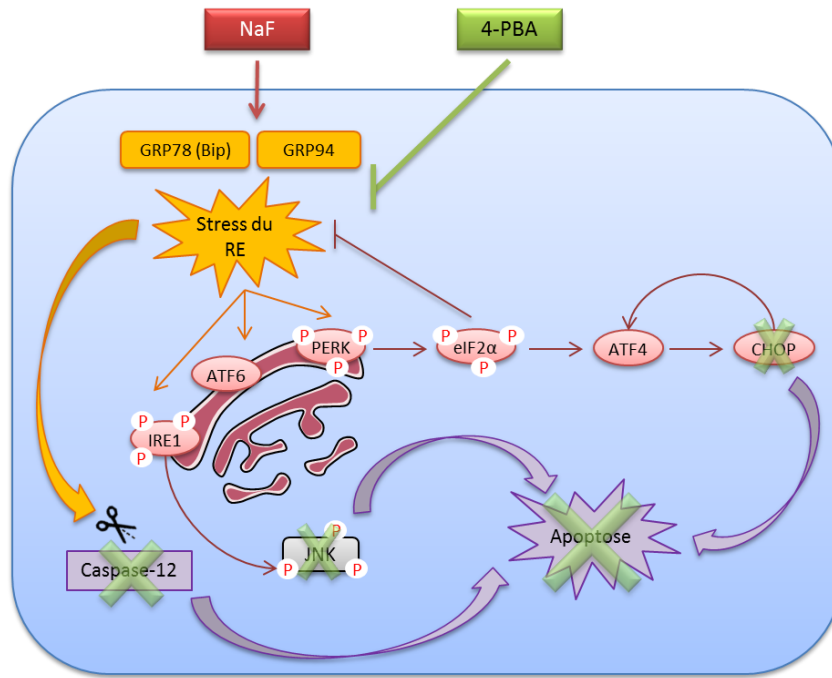 NaF
4-PBA
GRP78 (Bip)
GRP94
Stress du
RE
P
P
PERK
P
P
P
eIF2α
P
ATF4
CHOP
ATF6
P
P
IRE1
P
P
JNK
P
P
Apoptose
Caspase-12